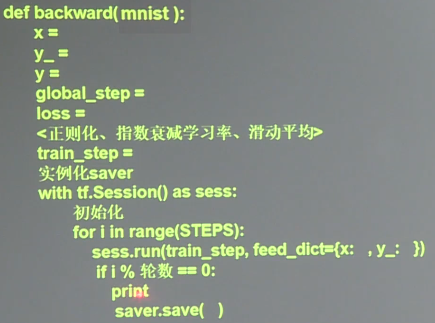 def backward( mnist ):
x =
y_ =
y =
global_step =
loss =
<正则化、指数衰减学习率、滑动平均>
train_step =
实例化saver
with tf.Session() as sess:
初始化
for i in range(STEPS):
sess.run(train_step, feed_dict={x:   , y_:   })
if i % 轮数 == 0:
print
saver.save(   )